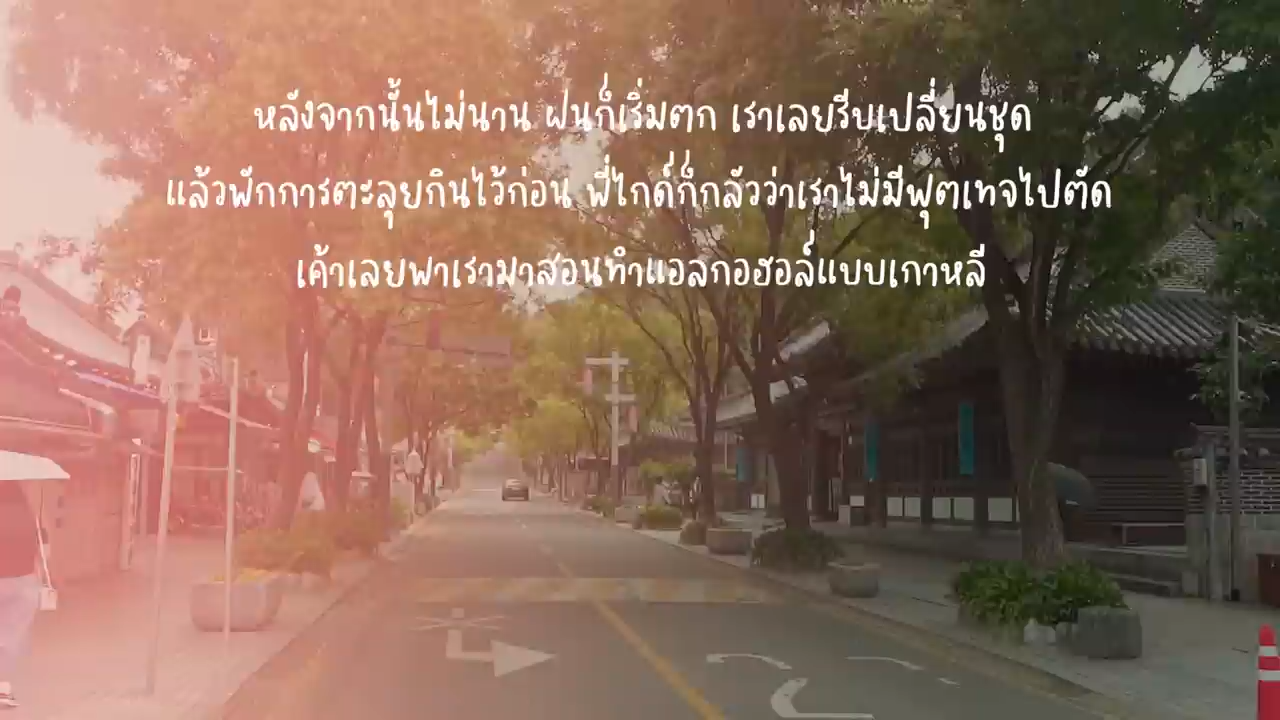 หลังจากนั้นไม่นาน ฝนก็เริ่มตก เราเลยรีบเปลี่ยนชุด
แล้วพักการตะลุยกินไว้ก่อน พี่ไกด์ก็กลัวว่าเราไม่มีฟุตเทจไปตัด
เค้าเลยพาเรามาสอนทำแอลกอฮอล์แบบเกาหลี